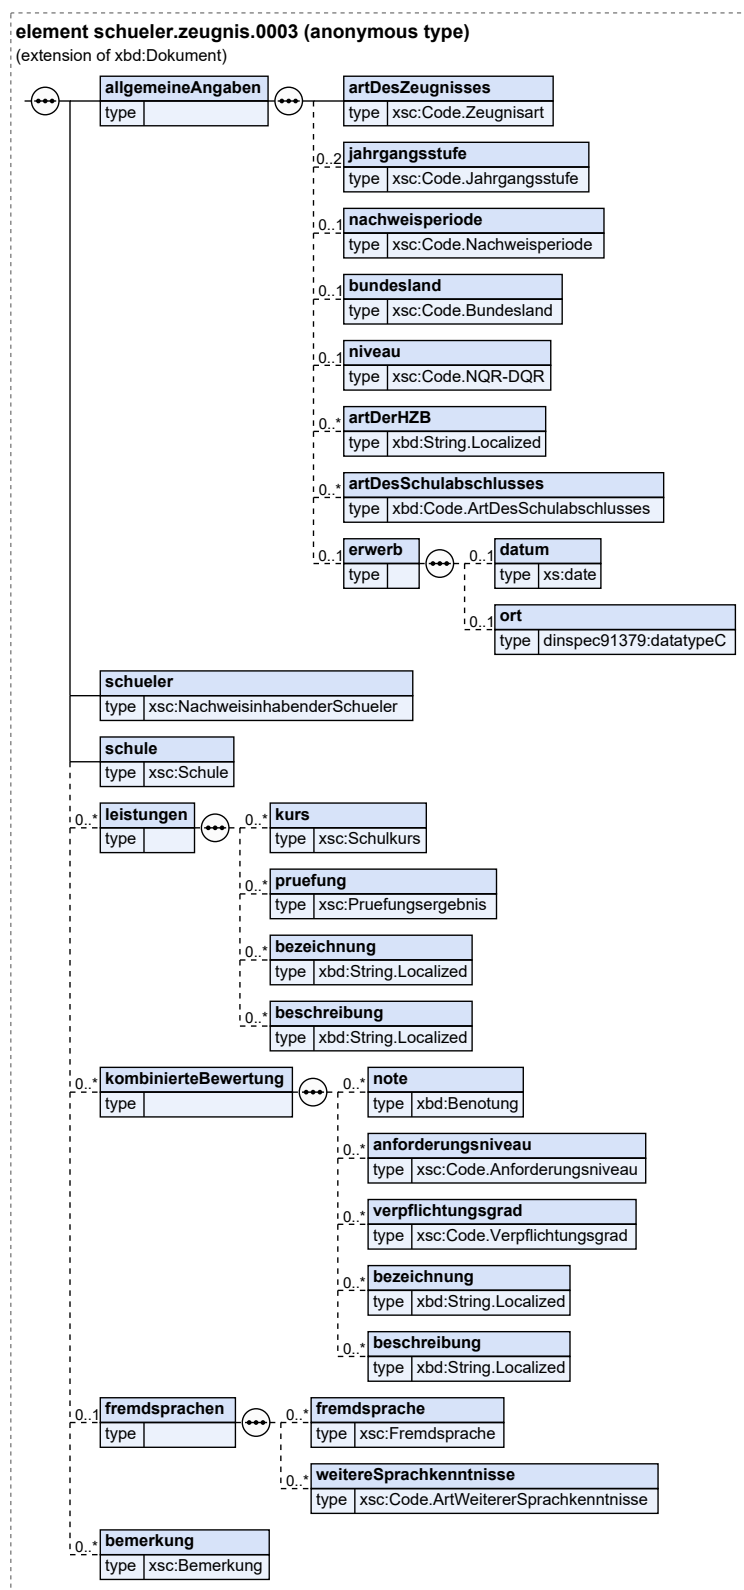 element schueler.zeugnis.0003 (anonymous type)
(extension of xbd:Dokument)
allgemeineAngaben
type
artDesZeugnisses
type xsc:Code.Zeugnisart
0..2 jahrgangsstufe
type xsc:Code.Jahrgangsstufe
0..1 nachweisperiode
type xsc:Code.Nachweisperiode
0..1 bundesland
type xsc:Code.Bundesland
0..1 niveau
type xsc:Code.NQR-DQR
0..* artDerHZB
type xbd:String.Localized
0..* artDesSchulabschlusses
type xbd:Code.ArtDesSchulabschlusses
0..1 erwerb
type
0..1 datum
type xs:date
0..1 ort
type dinspec91379:datatypeC
schueler
type xsc:NachweisinhabenderSchueler
schule
type xsc:Schule
0..* leistungen
type
0..* kurs
type xsc:Schulkurs
0..* pruefung
type xsc:Pruefungsergebnis
0..* bezeichnung
type xbd:String.Localized
0..* beschreibung
type xbd:String.Localized
0..* kombinierteBewertung
type
0..* note
type xbd:Benotung
0..* anforderungsniveau
type xsc:Code.Anforderungsniveau
0..* verpflichtungsgrad
type xsc:Code.Verpflichtungsgrad
0..* bezeichnung
type xbd:String.Localized
0..* beschreibung
type xbd:String.Localized
0..1 fremdsprachen
type
0..* fremdsprache
type xsc:Fremdsprache
0..* weitereSprachkenntnisse
type xsc:Code.ArtWeitererSprachkenntnisse
0..* bemerkung
type xsc:Bemerkung